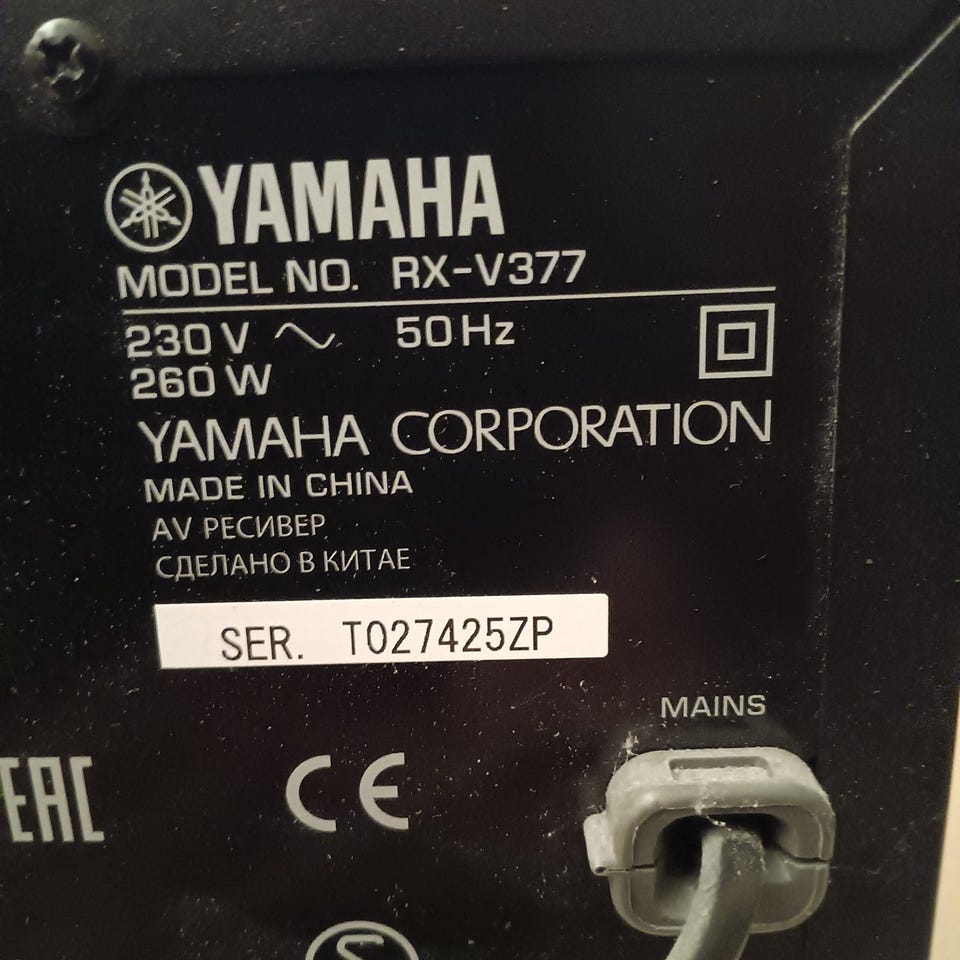 YAMAHA
MODEL NO. RX-V377
230 V ~ 50 Hz
260 W
YAMAHA CORPORATION
MADE IN CHINA
AV РЕСИВЕР
СДЕЛАНО В КИТАЕ
SER. T027425ZP
MAINS
EAC CE